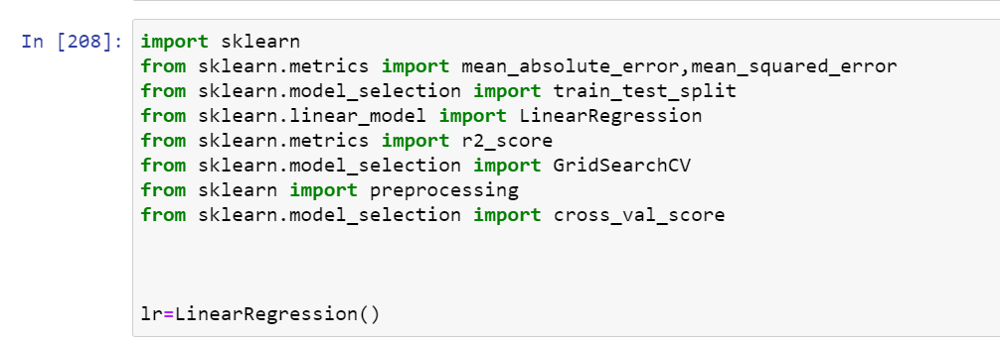 In [208]: import sklearn
from sklearn.metrics import mean_absolute_error,mean_squared_error
from sklearn.model_selection import train_test_split
from sklearn.linear_model import LinearRegression
from sklearn.metrics import r2_score
from sklearn.model_selection import GridSearchCV
from sklearn import preprocessing
from sklearn.model_selection import cross_val_score
lr=LinearRegression()